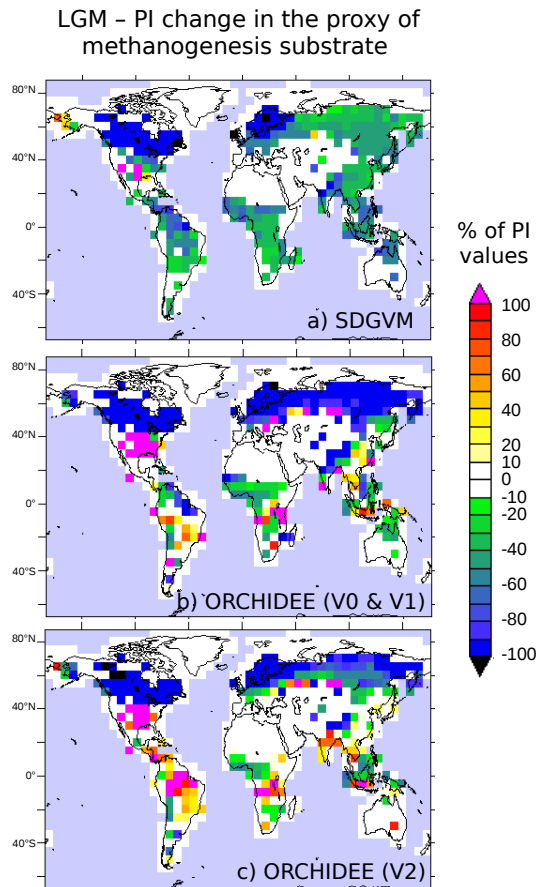 LGM – PI change in the proxy of
methanogenesis substrate
80°N
40°N
0°
40°S
a) SDGVM
80°N
40°N
0°
40°S
b) ORCHIDEE (V0 & V1)
80°N
40°N
0°
40°S
c) ORCHIDEE (V2)
% of PI
values
100
80
60
40
20
10
0
-10
-20
-40
-60
-80
-100